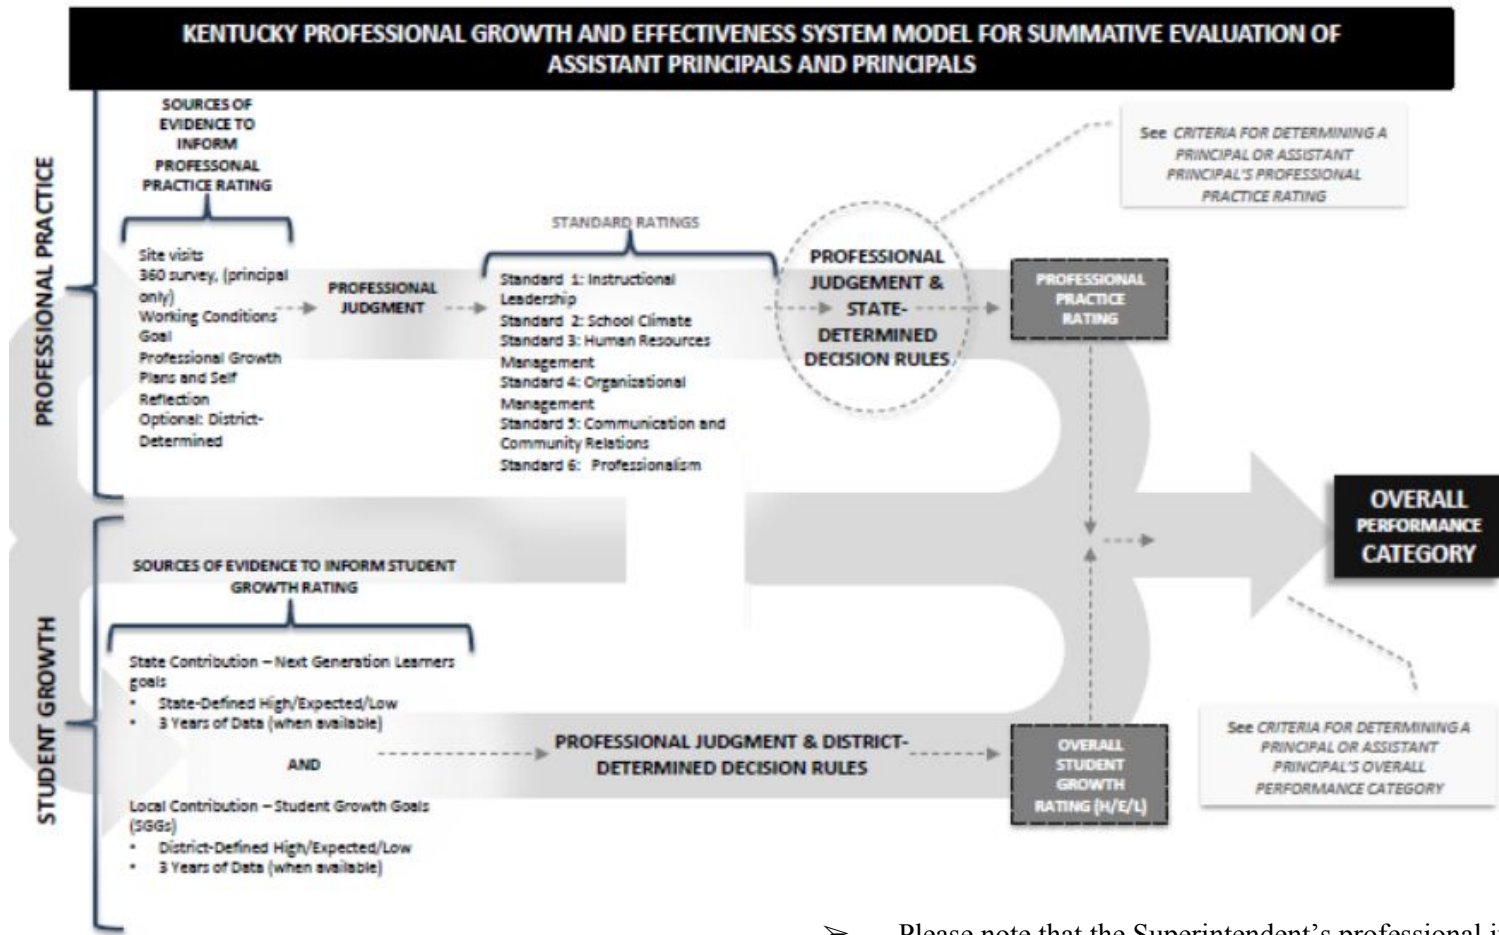 KENTUCKY PROFESSIONAL GROWTH AND EFFECTIVENESS SYSTEM MODEL FOR SUMMATIVE EVALUATION OF
ASSISTANT PRINCIPALS AND PRINCIPALS
PROFESSIONAL PRACTICE
SOURCES OF
EVIDENCE TO
INFORM
PROFESSONAL
PRACTICE RATING
Site visits
360 survey, (principal
only)
Working Conditions
Goal
Professional Growth
Plans and Self
Reflection
Optional: District-
Determined
PROFESSIONAL
JUDGMENT
STANDARD RATINGS
Standard 1: Instructional
Leadership
Standard 2: School Climate
Standard 3: Human Resources
Management
Standard 4: Organizational
Management
Standard 5: Communication and
Community Relations
Standard 6: Professionalism
PROFESSIONAL
JUDGEMENT &
STATE-
DETERMINED
DECISION RULES
See CRITERIA FOR DETERMINING A
PRINCIPAL OR ASSISTANT
PRINCIPAL'S PROFESSIONAL
PRACTICE RATING
PROFESSIONAL
PRACTICE
RATING
OVERALL
PERFORMANCE
CATEGORY
STUDENT GROWTH
SOURCES OF EVIDENCE TO INFORM STUDENT
GROWTH RATING
State Contribution – Next Generation Learners
goals
• State-Defined High/Expected/Low
• 3 Years of Data (when available)
AND
Local Contribution – Student Growth Goals
(SGGs)
• District-Defined High/Expected/Low
• 3 Years of Data (when available)
PROFESSIONAL JUDGMENT & DISTRICT-
DETERMINED DECISION RULES
OVERALL
STUDENT
GROWTH
RATING (H/E/L)
See CRITERIA FOR DETERMINING A
PRINCIPAL OR ASSISTANT
PRINCIPAL'S OVERALL
PERFORMANCE CATEGORY
➢ Please note that the Superintendent's professional